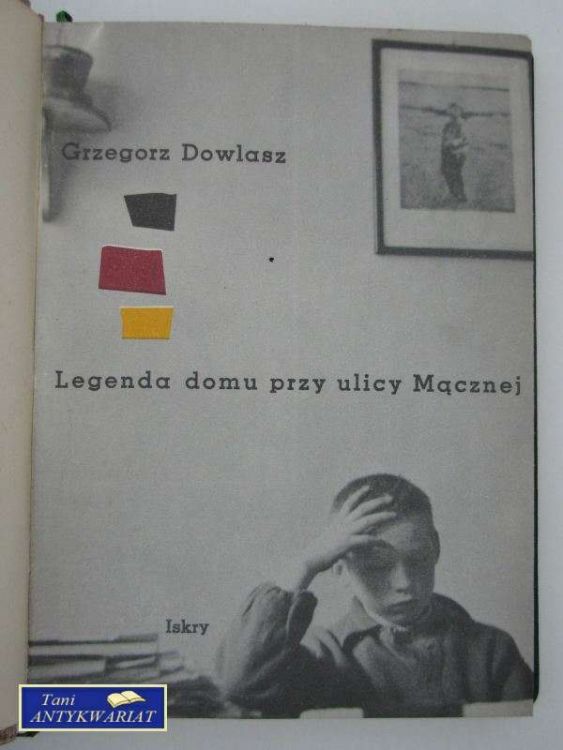 Grzegorz Dowlasz
Legenda domu przy ulicy Mącznej
Iskry
Tani
ANTYKWARIAT